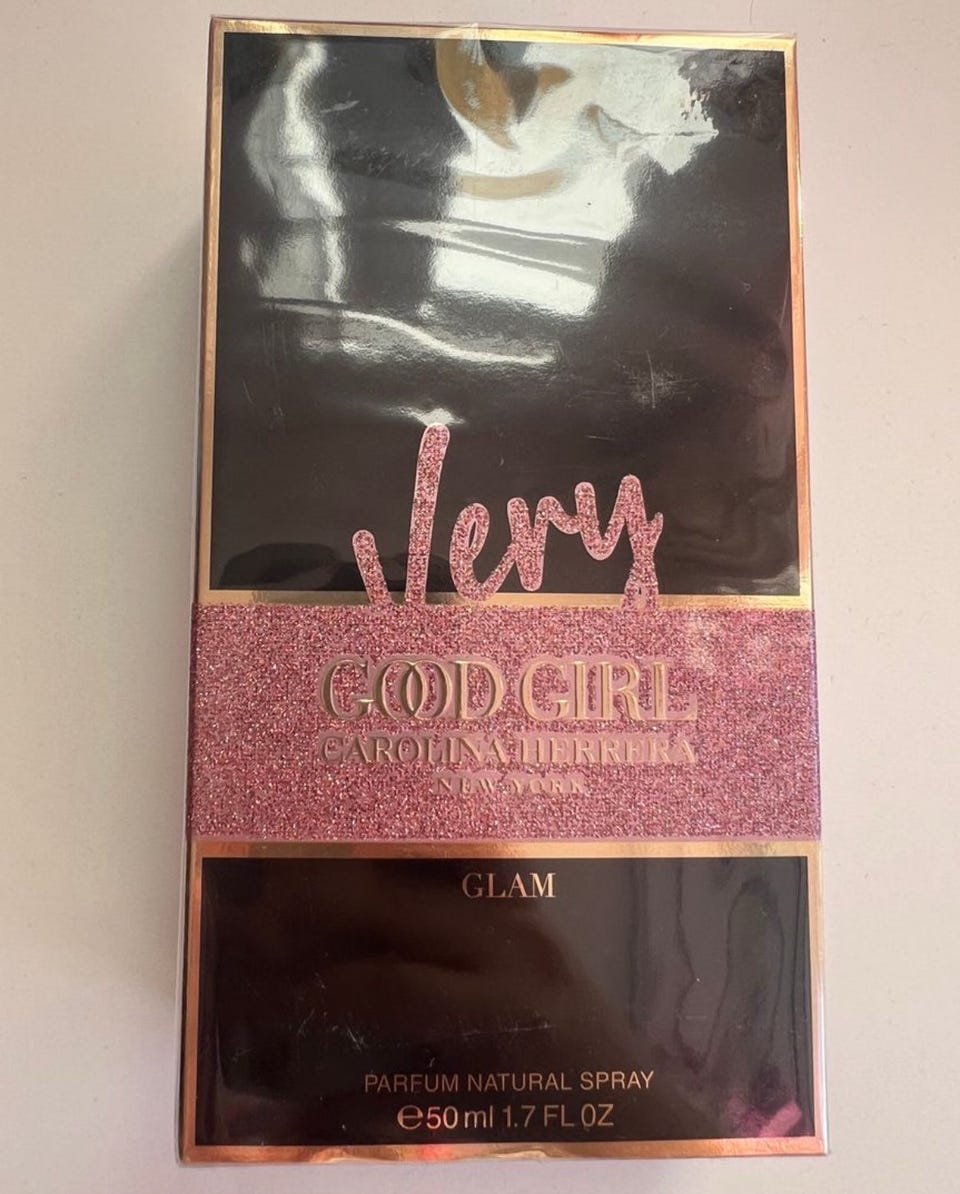 Very
GOOD GIRL
CAROLINA HERRERA
NEW YORK
GLAM
PARFUM NATURAL SPRAY
℮50 ml 1.7 FL OZ